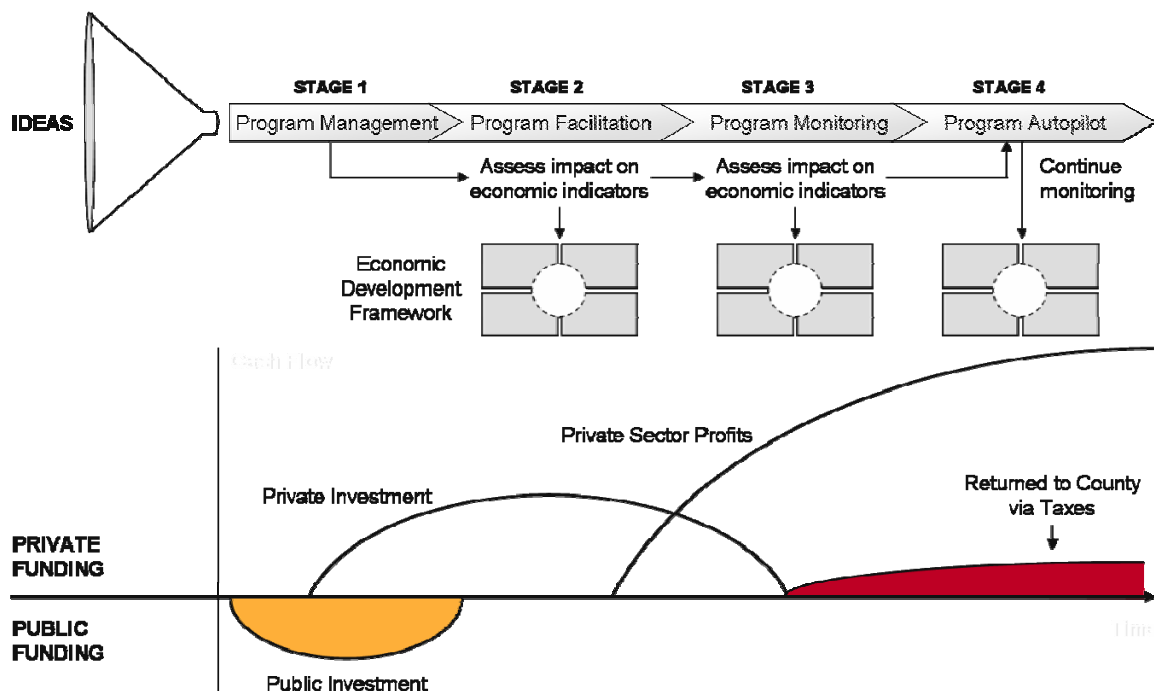 STAGE 1
STAGE 2
STAGE 3
STAGE 4
IDEAS
Program Management
Program Facilitation
Program Monitoring
Program Autopilot
Assess impact on
economic indicators
Assess impact on
economic indicators
Continue
monitoring
Economic
Development
Framework
Cash Flow
Private Sector Profits
Private Investment
Returned to County
via Taxes
PRIVATE
FUNDING
PUBLIC
FUNDING
Public Investment